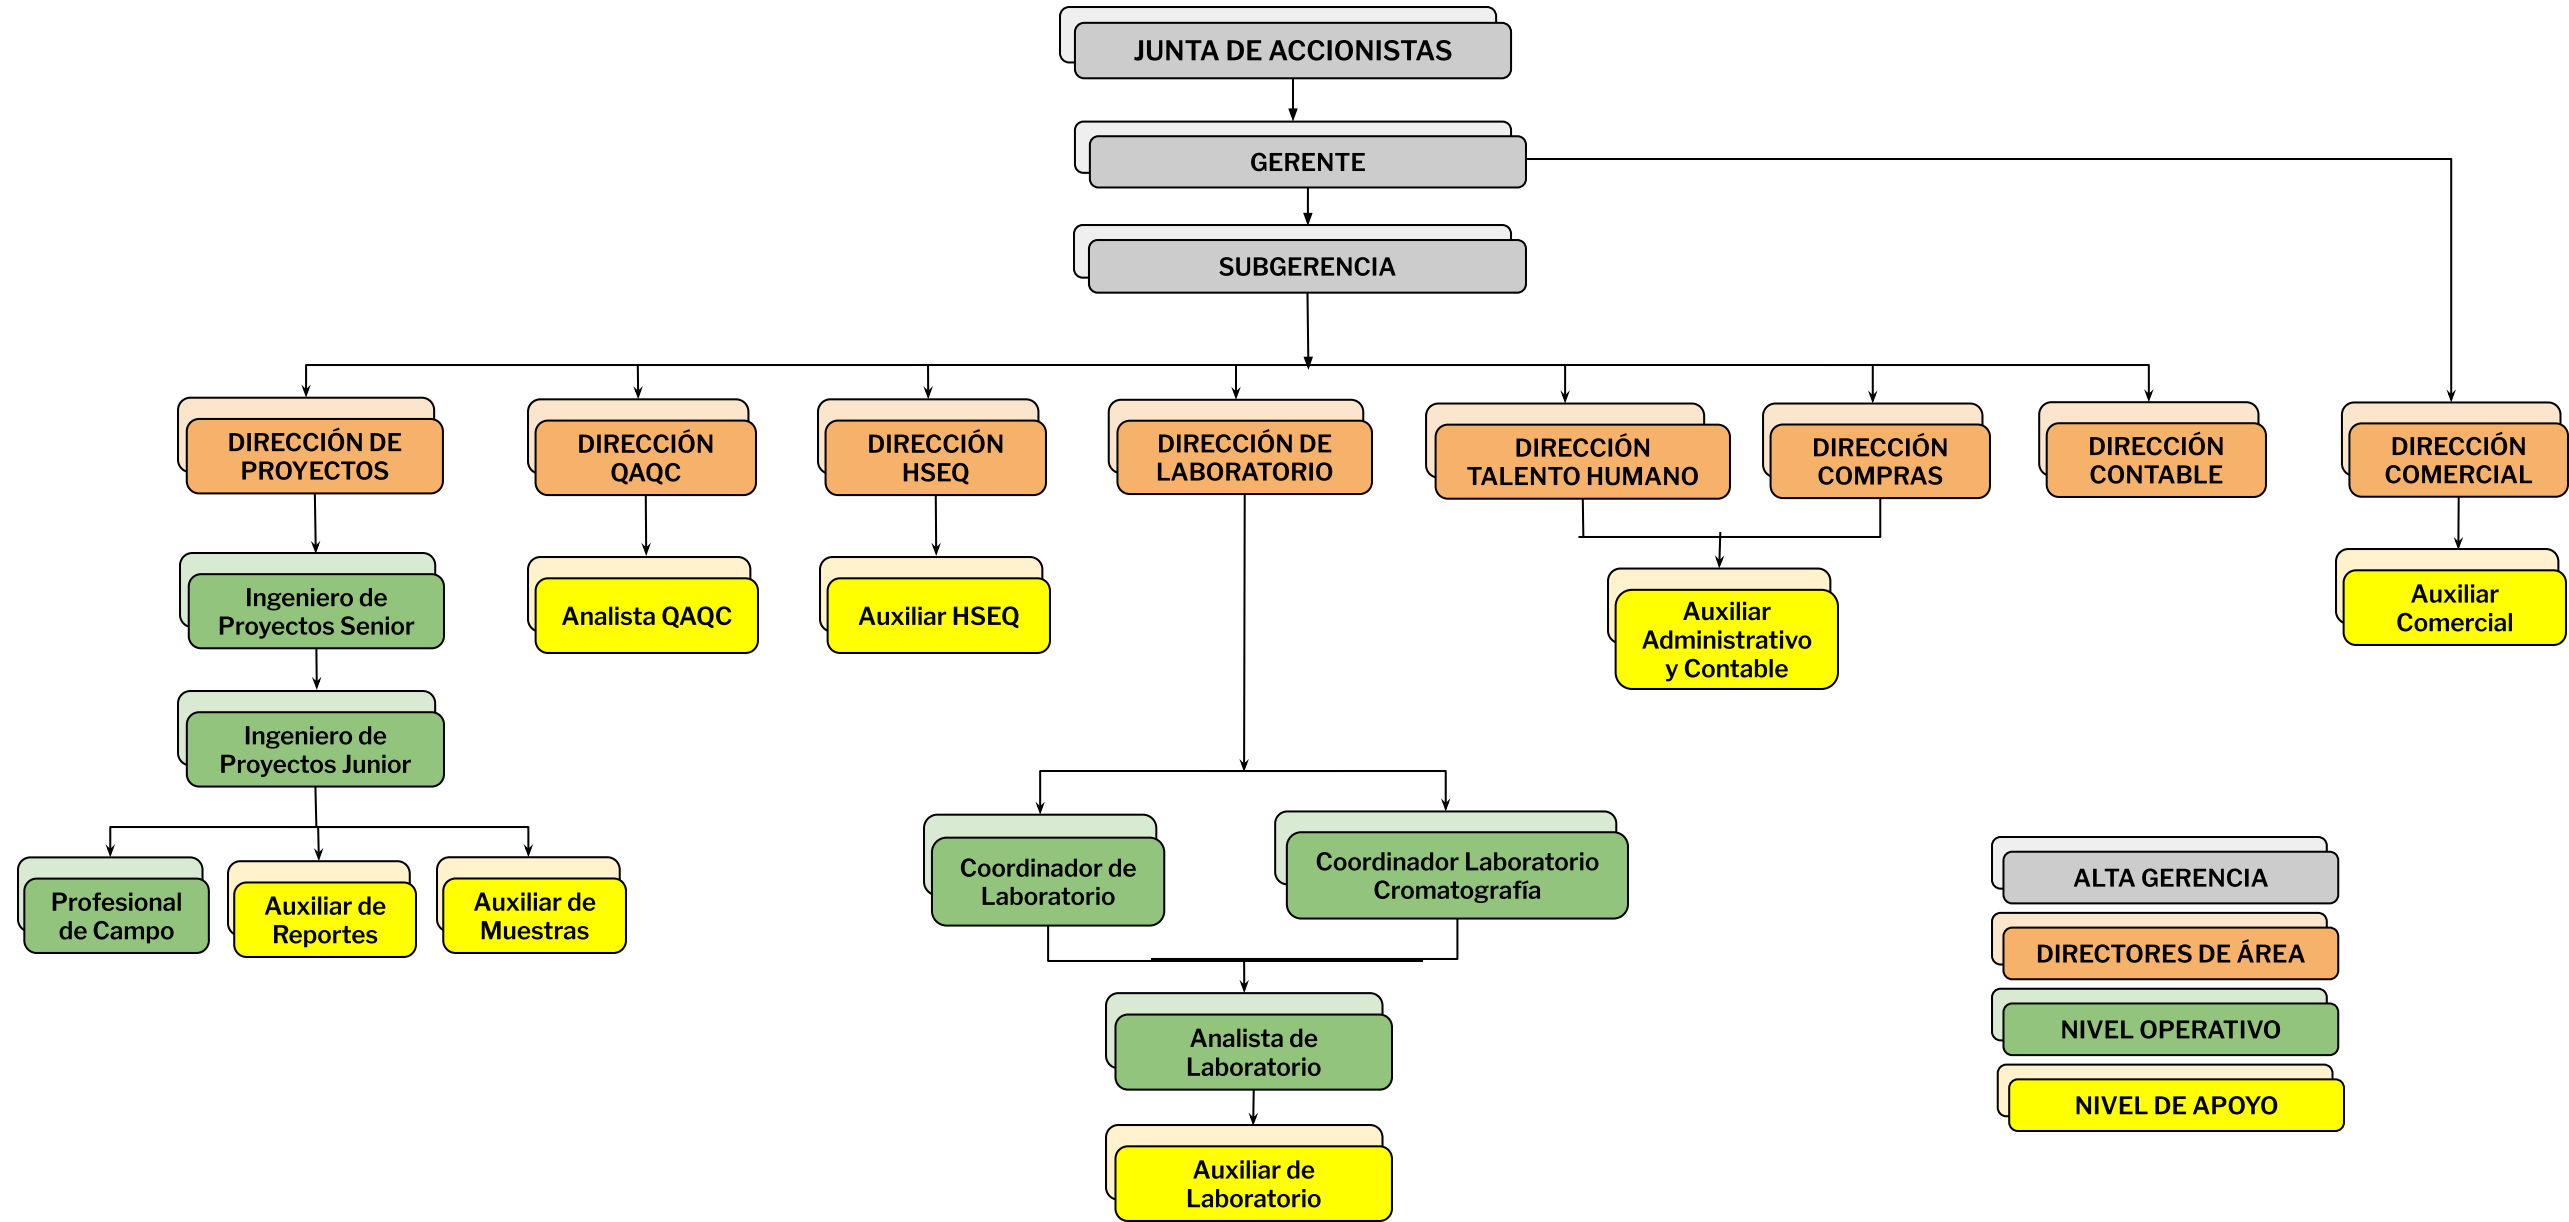 JUNTA DE ACCIONISTAS
GERENTE
SUBGERENCIA
DIRECCIÓN DE
PROYECTOS
DIRECCIÓN
QAQC
DIRECCIÓN
HSEQ
DIRECCIÓN DE
LABORATORIO
DIRECCIÓN
TALENTO HUMANO
DIRECCIÓN
COMPRAS
DIRECCIÓN
CONTABLE
DIRECCIÓN
COMERCIAL
Ingeniero de
Proyectos Senior
Analista QAQC
Auxiliar HSEQ
Auxiliar
Administrativo
y Contable
Auxiliar
Comercial
Ingeniero de
Proyectos Junior
Profesional
de Campo
Auxiliar de
Reportes
Auxiliar de
Muestras
Coordinador de
Laboratorio
Coordinador Laboratorio
Cromatografía
Analista de
Laboratorio
Auxiliar de
Laboratorio
ALTA GERENCIA
DIRECTORES DE ÁREA
NIVEL OPERATIVO
NIVEL DE APOYO